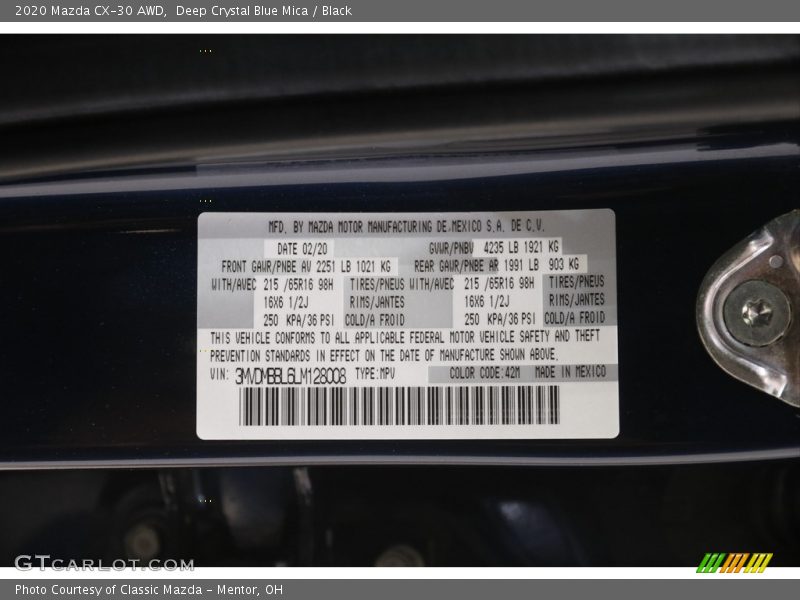 2020 Mazda CX-30 AWD, Deep Crystal Blue Mica / Black
MFD. BY MAZDA MOTOR MANUFACTURING DE MEXICO S.A. DE C.V.
DATE 02/20 GVWR/PNBV 4235 LB 1921 KG
FRONT GAWR/PNBE AV 2251 LB 1021 KG REAR GAWR/PNBE AR 1991 LB 903 KG
WITH/AVEC 215 /65R16 98H TIRES/PNEUS WITH/AVEC 215 /65R16 98H TIRES/PNEUS
16X6 1/2J RIMS/JANTES 16X6 1/2J RIMS/JANTES
250 KPA/36 PSI COLD/A FROID 250 KPA/36 PSI COLD/A FROID
THIS VEHICLE CONFORMS TO ALL APPLICABLE FEDERAL MOTOR VEHICLE SAFETY AND THEFT
PREVENTION STANDARDS IN EFFECT ON THE DATE OF MANUFACTURE SHOWN ABOVE.
VIN: 3MVDMBBL6LM128008 TYPE:MPV COLOR CODE:42M MADE IN MEXICO
GTCARLOT.COM
Photo Courtesy of Classic Mazda - Mentor, OH